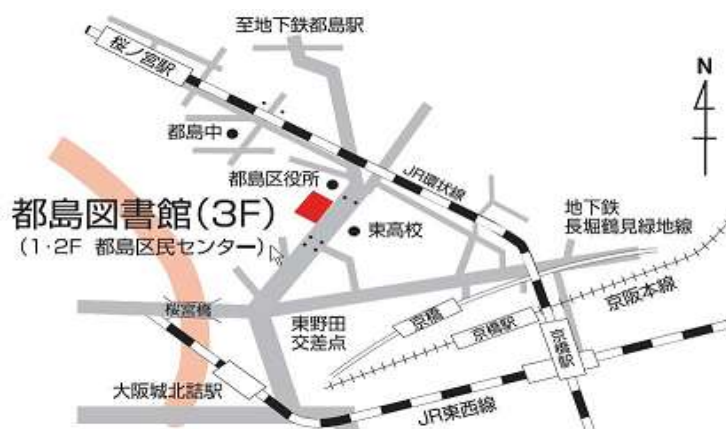 至地下鉄都島駅
桜ノ宮駅
N
都島中
JR環状線
都島区役所
都島図書館(3F)
(1・2F 都島区民センター)
東高校
地下鉄
長堀鶴見緑地線
京阪本線
桜宮橋
東野田
交差点
京橋
京橋駅
京橋駅
大阪城北詰駅
JR東西線